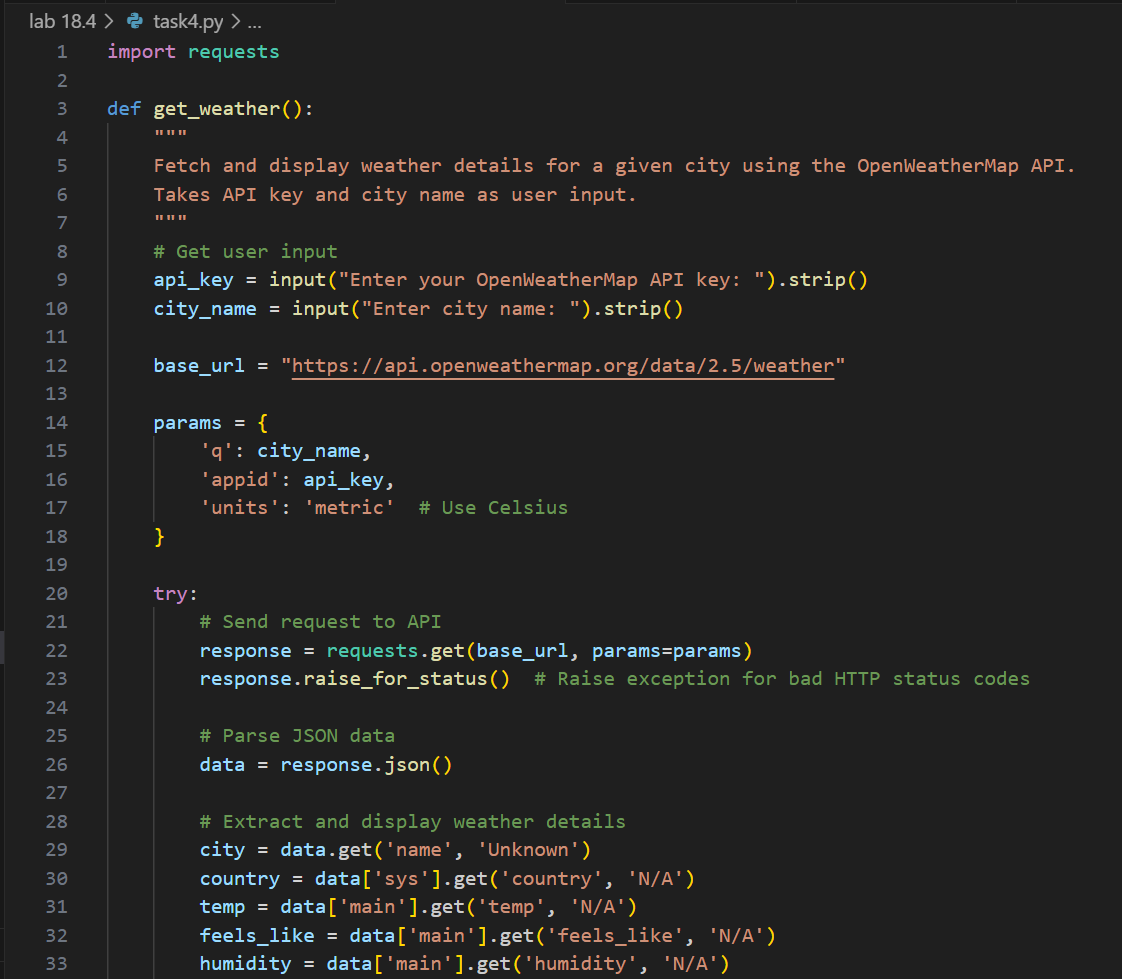 lab 18.4 > task4.py > ...
1 import requests
2
3 def get_weather():
4     """
5     Fetch and display weather details for a given city using the OpenWeatherMap API.
6     Takes API key and city name as user input.
7     """
8     # Get user input
9     api_key = input("Enter your OpenWeatherMap API key: ").strip()
10     city_name = input("Enter city name: ").strip()
11
12     base_url = "https://api.openweathermap.org/data/2.5/weather"
13
14     params = {
15         'q': city_name,
16         'appid': api_key,
17         'units': 'metric'  # Use Celsius
18     }
19
20     try:
21         # Send request to API
22         response = requests.get(base_url, params=params)
23         response.raise_for_status()  # Raise exception for bad HTTP status codes
24
25         # Parse JSON data
26         data = response.json()
27
28         # Extract and display weather details
29         city = data.get('name', 'Unknown')
30         country = data['sys'].get('country', 'N/A')
31         temp = data['main'].get('temp', 'N/A')
32         feels_like = data['main'].get('feels_like', 'N/A')
33         humidity = data['main'].get('humidity', 'N/A')